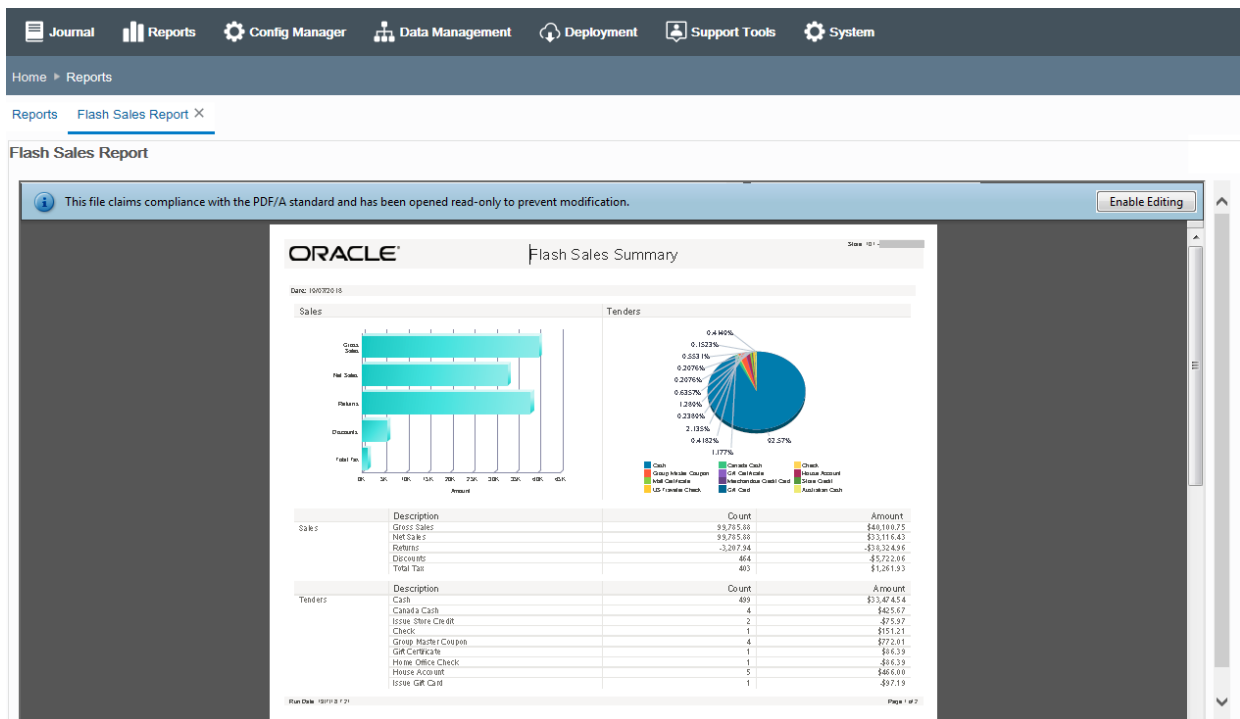 Journal Reports Config Manager Data Management Deployment Support Tools System
Home Reports
Reports Flash Sales Report ×
Flash Sales Report
This file claims compliance with the PDF/A standard and has been opened read-only to prevent modification. Enable Editing
ORACLE Flash Sales Summary Store
Date:
Sales Tenders
Gross Sales
Net Sales
Returns
Discounts
Total Tax
0K 5K 10K 15K 20K 25K 30K 35K 40K 45K
Amount
0.4140%
0.1523%
0.5531%
0.2076%
0.2076%
0.6357%
1.280%
0.2380%
2.135%
0.4182% 92.57%
1.177%
Cash Canada Cash Check
Group Master Coupon Gift Certificate House Account
Mall Certificate Merchandise Credit Card Store Credit
US Traveler Check Gift Card Australian Cash
Description Count Amount
Sales Gross Sales 99,785.88 $40,100.75
Net Sales 99,785.88 $33,116.43
Returns -3,207.94 -$38,324.96
Discounts 464 -$5,722.06
Total Tax 403 $1,261.93
Description Count Amount
Tenders Cash 499 $33,474.54
Canada Cash 4 $425.67
Issue Store Credit 2 -$75.97
Check 1 $151.21
Group Master Coupon 4 $772.01
Gift Certificate 1 $86.39
Home Office Check 1 -$86.39
House Account 5 $466.00
Issue Gift Card 1 -$97.19
Run Date Page 1 of 2